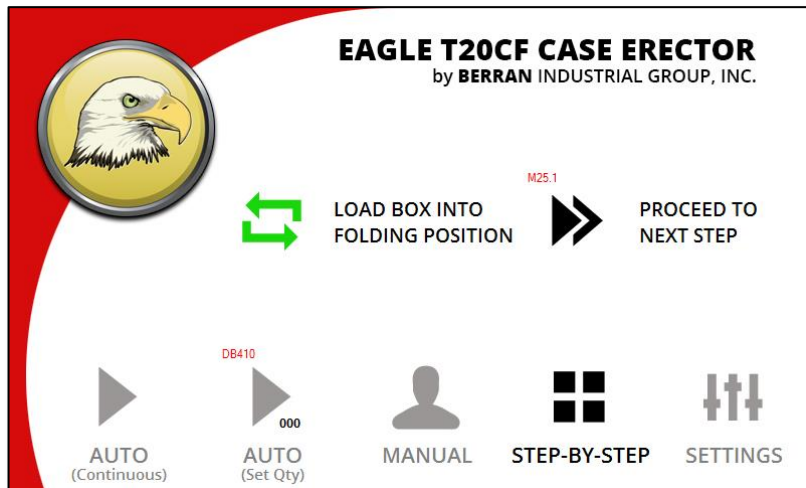 EAGLE T20CF CASE ERECTOR
by BERRAN INDUSTRIAL GROUP, INC.
M25.1
LOAD BOX INTO
FOLDING POSITION
PROCEED TO
NEXT STEP
DB410
000
AUTO
(Continuous)
AUTO
(Set Qty)
MANUAL
STEP-BY-STEP
SETTINGS